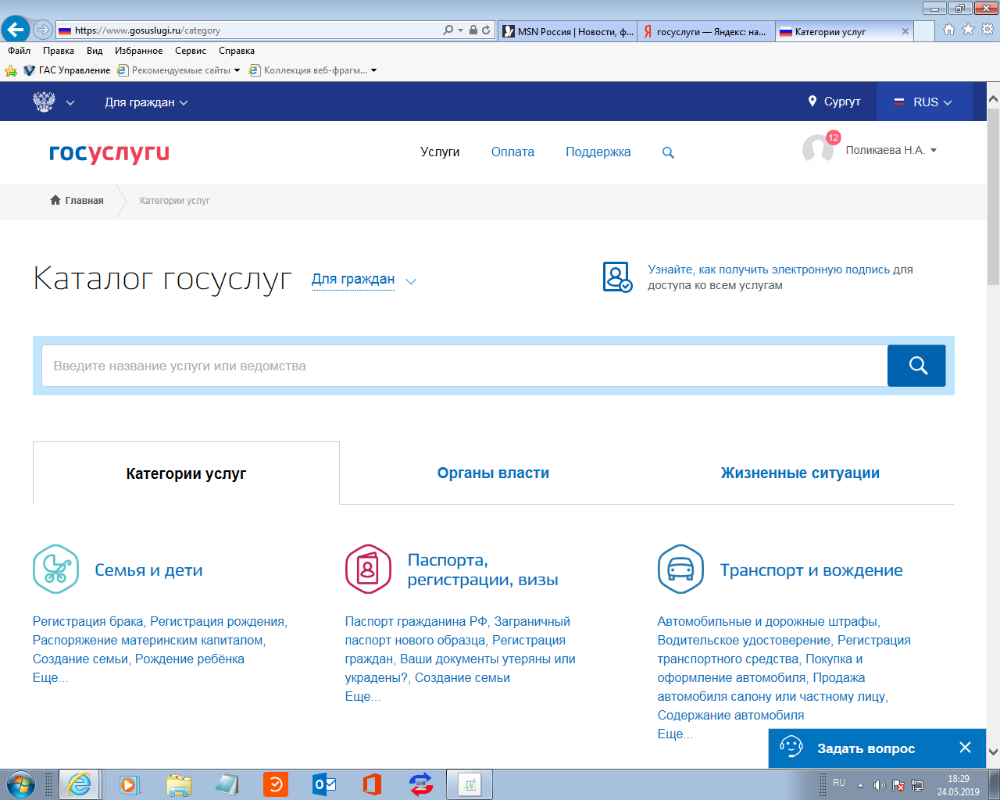 https://www.gosuslugi.ru/category
MSN Россия | Новости, ф...
госуслуги — Яндекс: на...
Категории услуг
Файл Правка Вид Избранное Сервис Справка
ГАС Управление Рекомендуемые сайты Коллекция веб-фрагм...
Для граждан Сургут RUS
госуслуги Услуги Оплата Поддержка 12 Поликаева Н.А.
Главная Категории услуг
Каталог госуслуг Для граждан
Узнайте, как получить электронную подпись для
доступа ко всем услугам
Введите название услуги или ведомства
Категории услуг Органы власти Жизненные ситуации
Семья и дети
Регистрация брака, Регистрация рождения,
Распоряжение материнским капиталом,
Создание семьи, Рождение ребёнка
Еще...
Паспорта,
регистрации, визы
Паспорт гражданина РФ, Заграничный
паспорт нового образца, Регистрация
граждан, Ваши документы утеряны или
украдены?, Создание семьи
Еще...
Транспорт и вождение
Автомобильные и дорожные штрафы,
Водительское удостоверение, Регистрация
транспортного средства, Покупка и
оформление автомобиля, Продажа
автомобиля салону или частному лицу,
Содержание автомобиля
Еще...
Задать вопрос
RU 18:29
24.05.2019